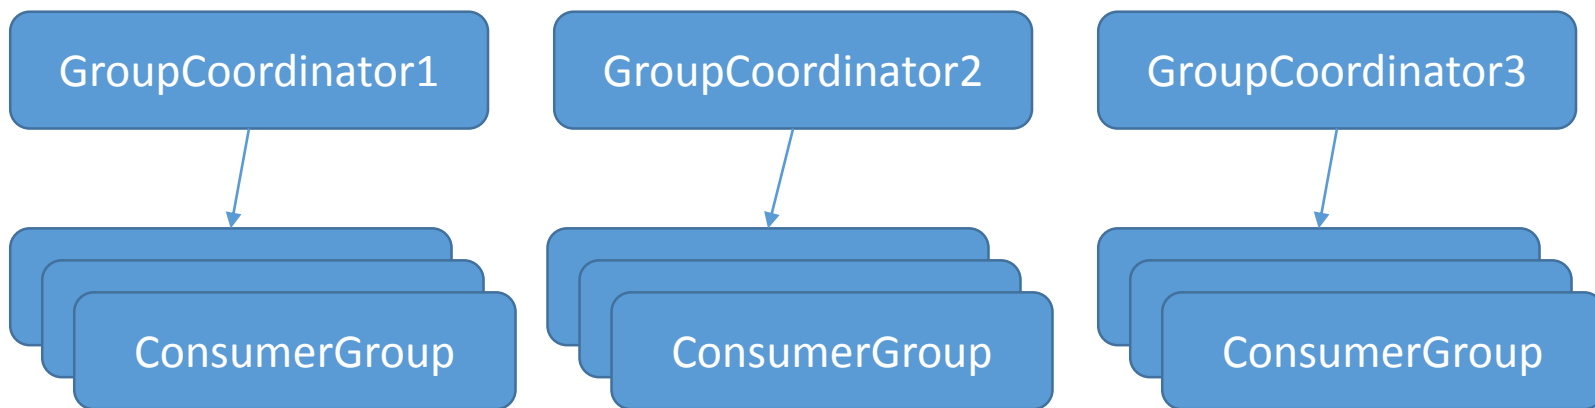 GroupCoordinator1
GroupCoordinator2
GroupCoordinator3
ConsumerGroup
ConsumerGroup
ConsumerGroup